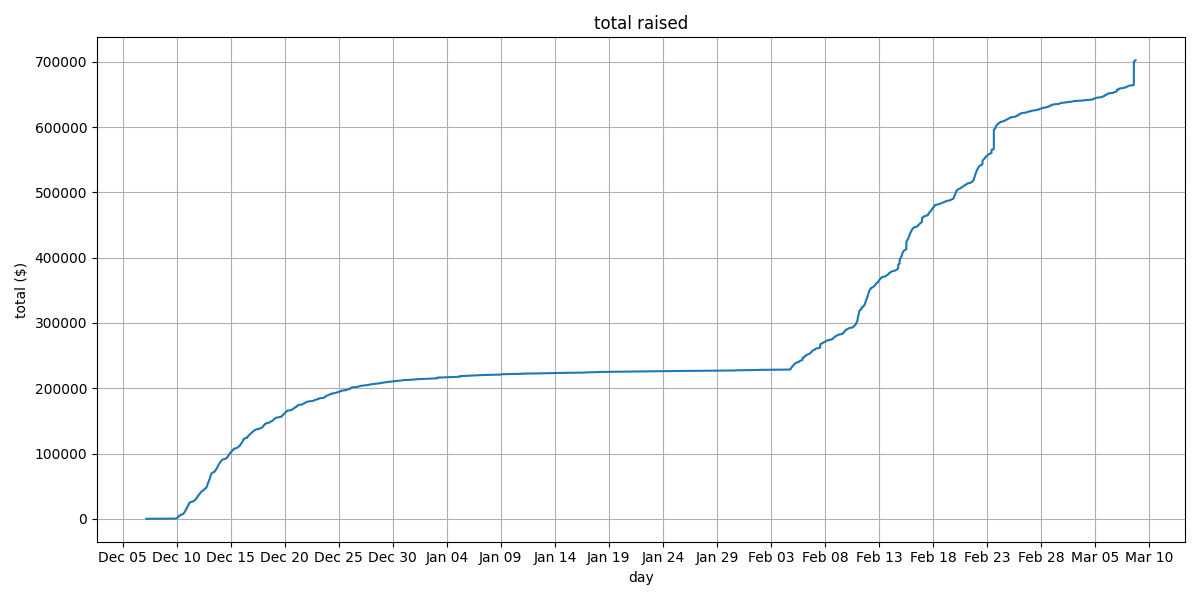 total raised
total ($)
700000
600000
500000
400000
300000
200000
100000
0
Dec 05 Dec 10 Dec 15 Dec 20 Dec 25 Dec 30 Jan 04 Jan 09 Jan 14 Jan 19 Jan 24 Jan 29 Feb 03 Feb 08 Feb 13 Feb 18 Feb 23 Feb 28 Mar 05 Mar 10
day